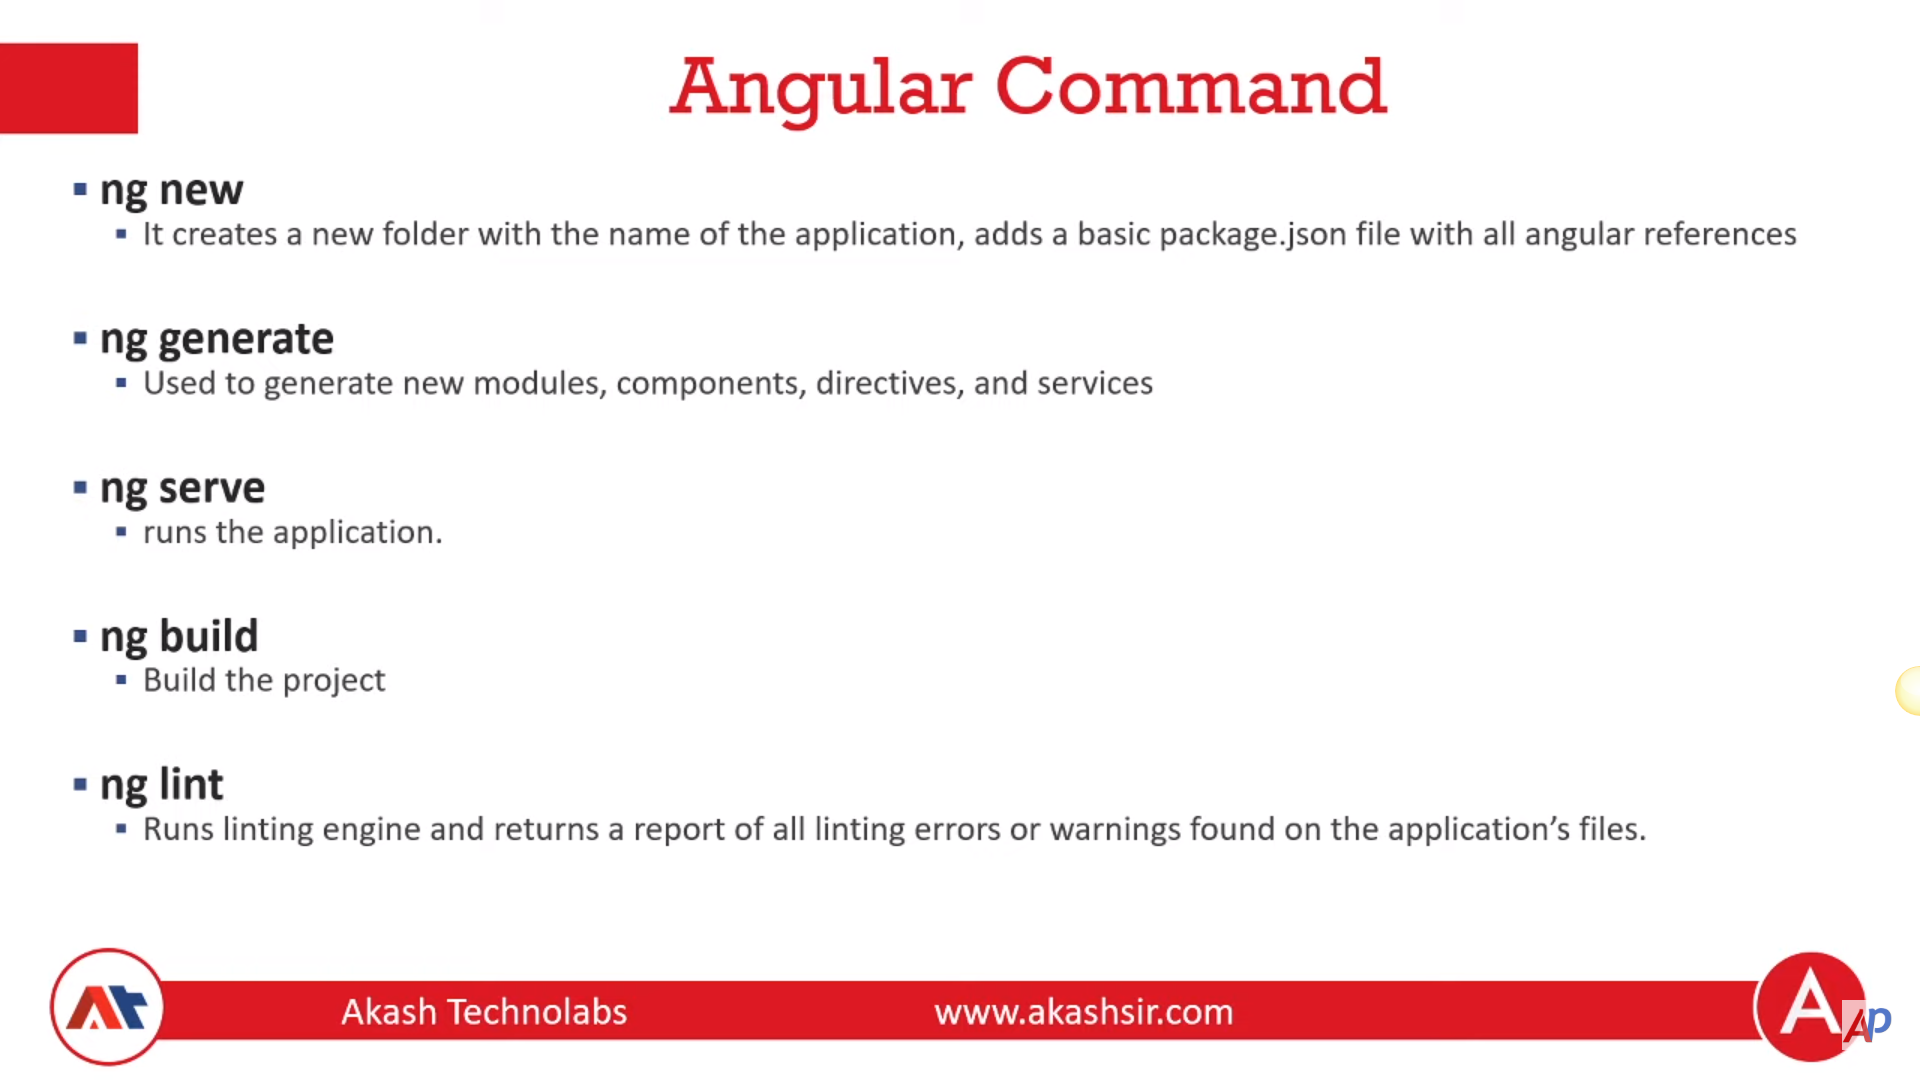 Angular Command
ng new
It creates a new folder with the name of the application, adds a basic package.json file with all angular references
ng generate
Used to generate new modules, components, directives, and services
ng serve
runs the application.
ng build
Build the project
ng lint
Runs linting engine and returns a report of all linting errors or warnings found on the application’s files.
Akash Technolabs
www.akashsir.com
A
Ap